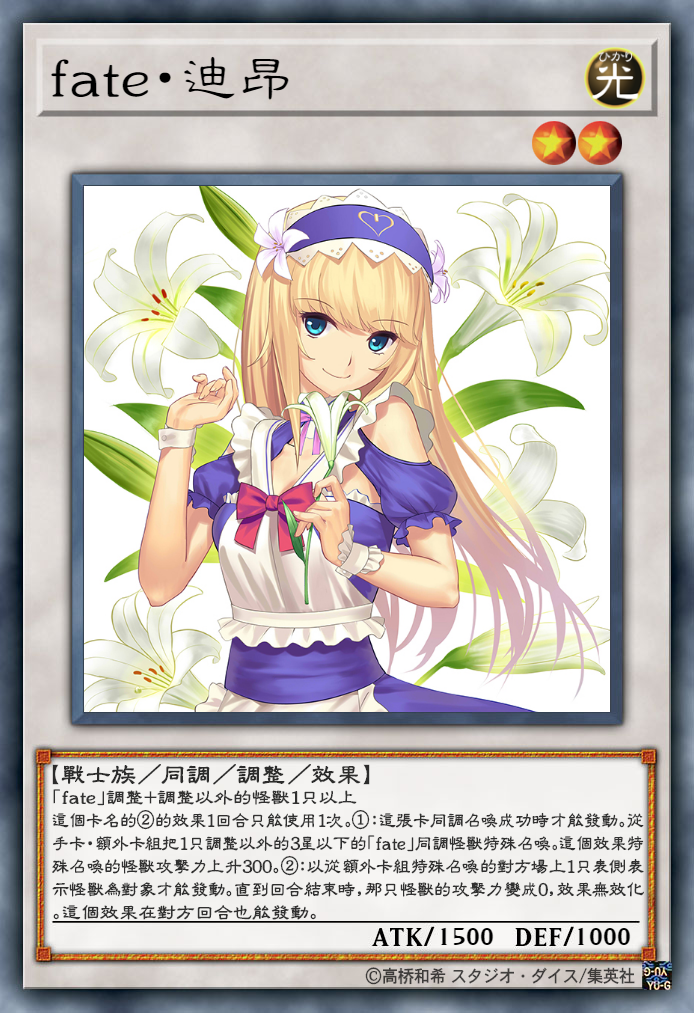 fate·迪昂
ひかり
光
【戰士族／同調／調整／效果】
「fate」調整+調整以外的怪獸1只以上
這個卡名的②的效果1回合只能使用1次。①：這張卡同調召喚成功時才能發動。從
手卡·額外卡組把1只調整以外的3星以下的「fate」同調怪獸特殊召喚。這個效果特
殊召喚的怪獸攻擊力上升300。②：以從額外卡組特殊召喚的對方場上1只表側表
示怪獸為對象才能發動。直到回合結束時，那只怪獸的攻擊力變成0，效果無效化
。這個效果在對方回合也能發動。
ATK/1500 DEF/1000
©高桥和希 スタジオ・ダイス/集英社
YU-G
YU-G